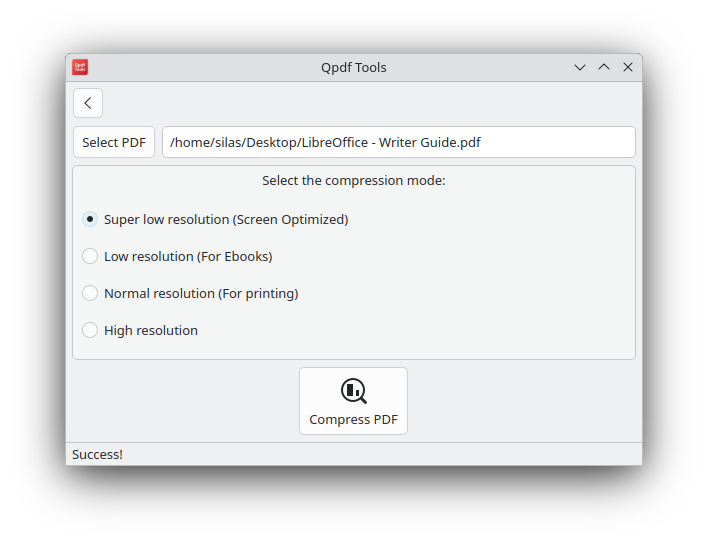 Qpdf Tools
Qpdf
Tools
Select PDF /home/silas/Desktop/LibreOffice - Writer Guide.pdf
Select the compression mode:
Super low resolution (Screen Optimized)
Low resolution (For Ebooks)
Normal resolution (For printing)
High resolution
Compress PDF
Success!